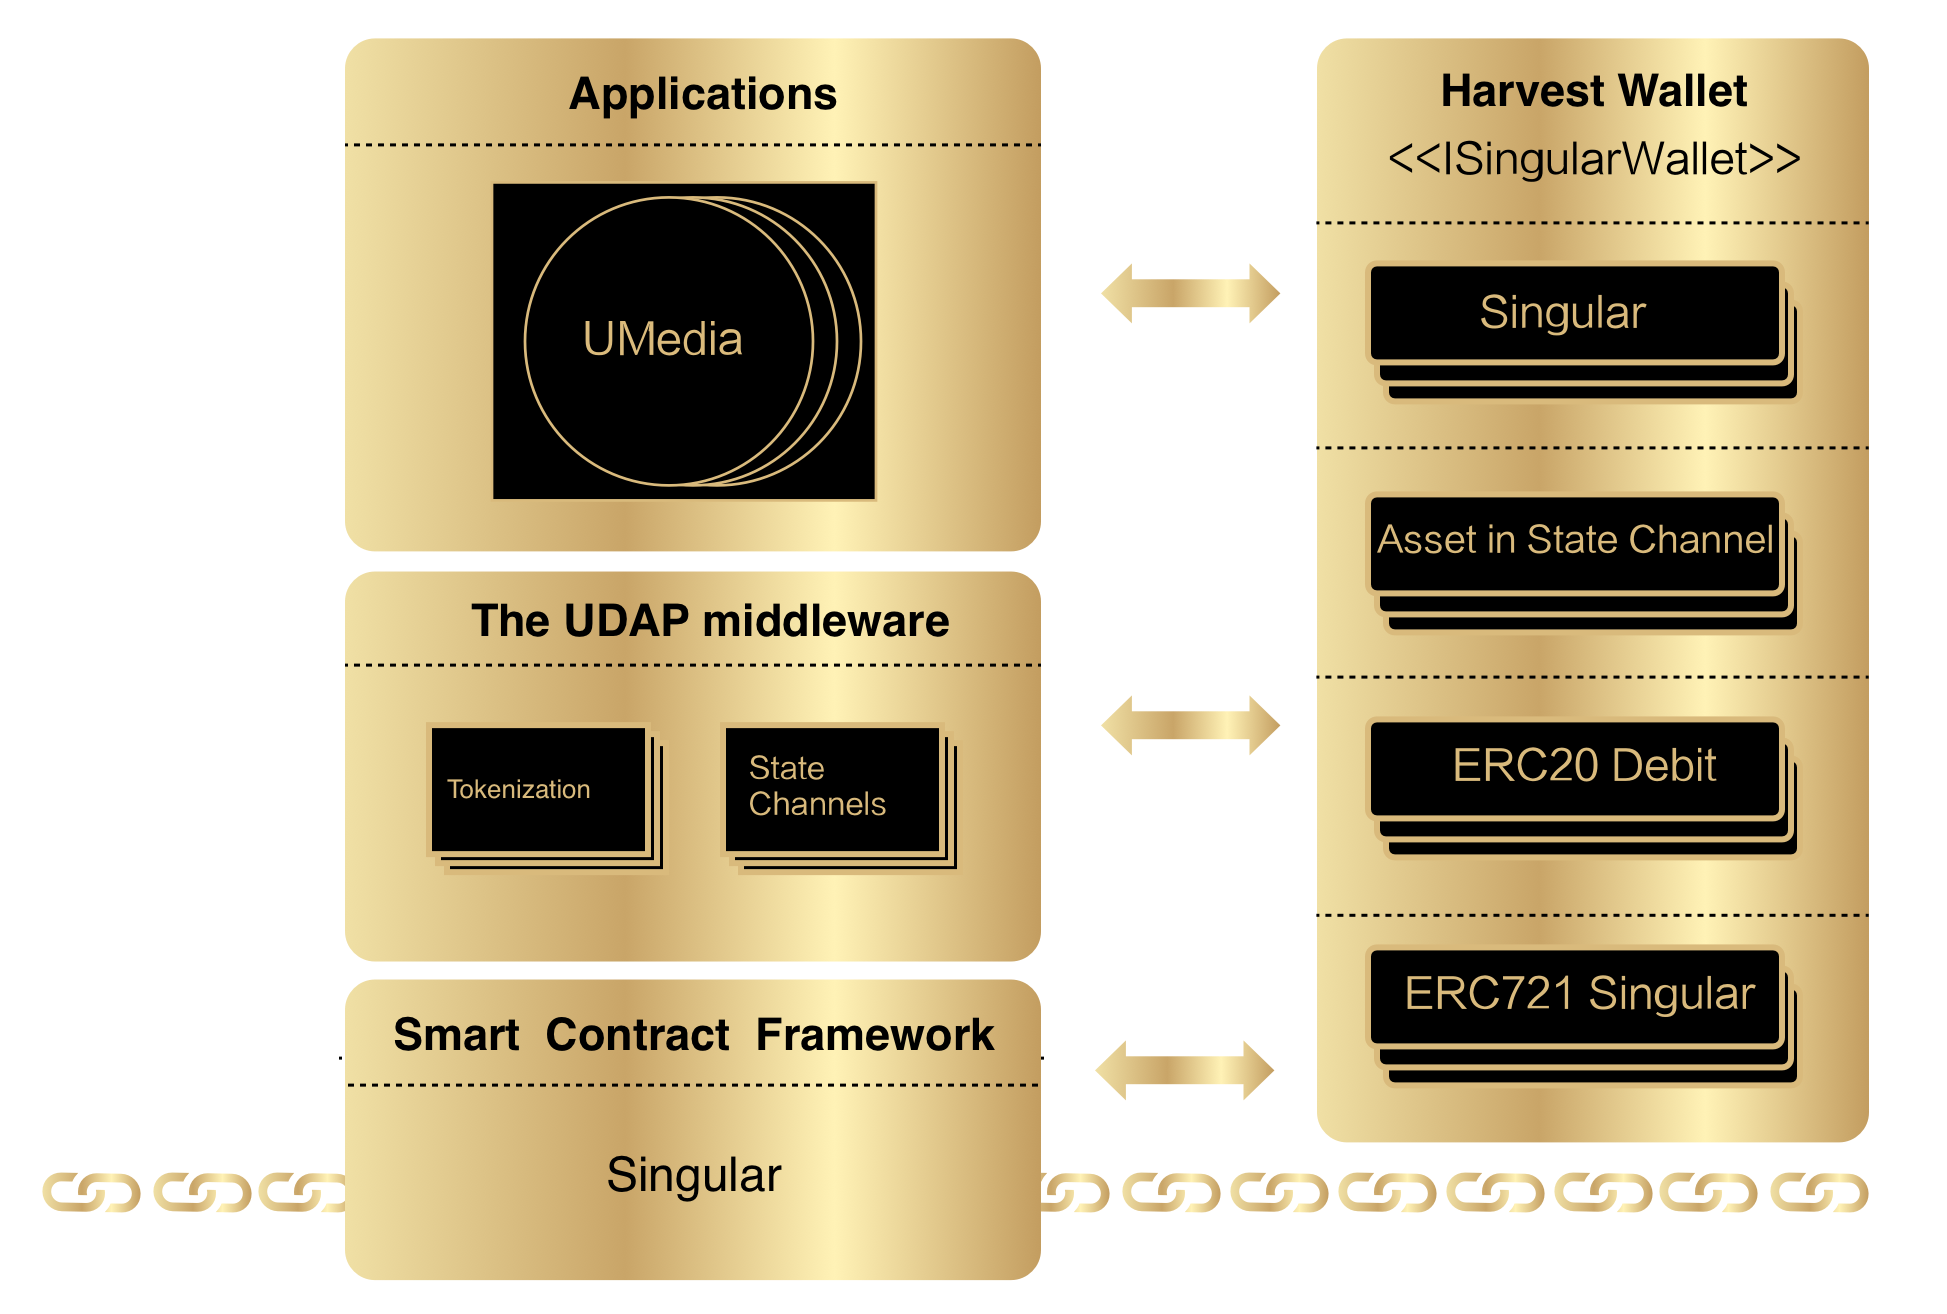 Applications
UMedia
The UDAP middleware
Tokenization
State
Channels
Smart Contract Framework
Singular
Harvest Wallet
<<ISingularWallet>>
Singular
Asset in State Channel
ERC20 Debit
ERC721 Singular